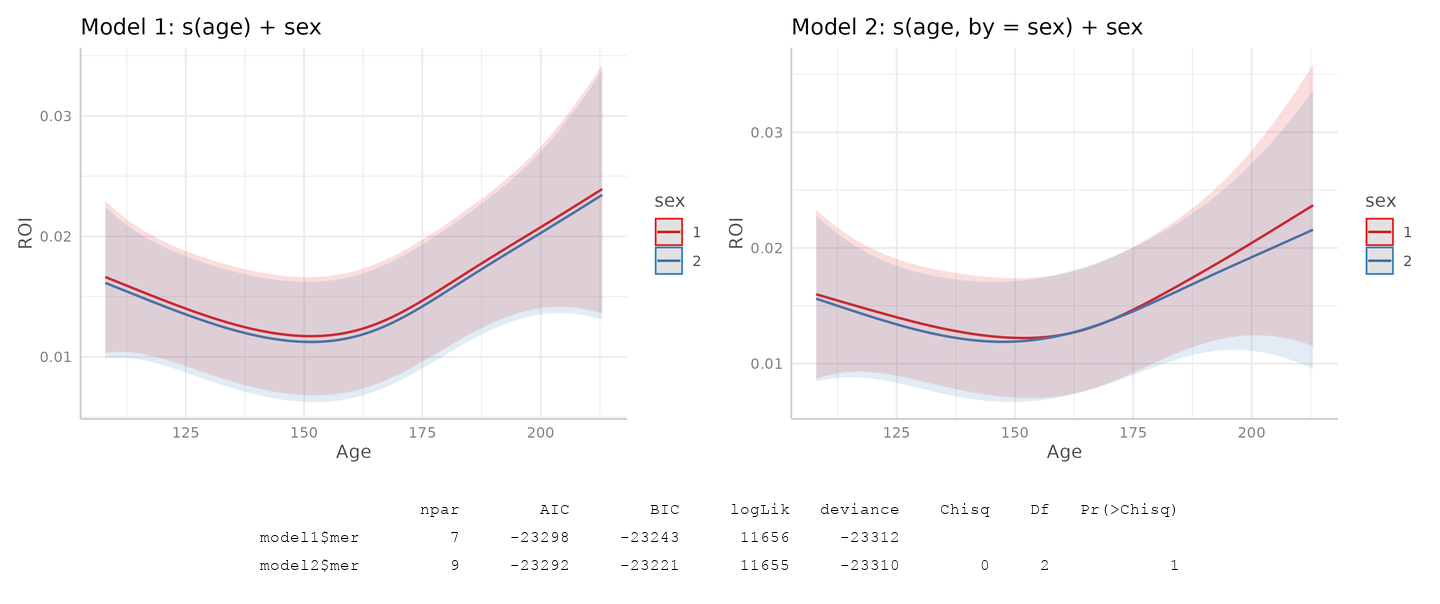 Model 1: s(age) + sex
0.03
0.02
0.01
125 150 175 200
Age
ROI
sex
1
2
Model 2: s(age, by = sex) + sex
0.03
0.02
0.01
125 150 175 200
Age
ROI
sex
1
2
npar AIC BIC logLik deviance Chisq Df Pr(>Chisq)
model1$mer 7 -23298 -23243 11656 -23312
model2$mer 9 -23292 -23221 11655 -23310 0 2 1